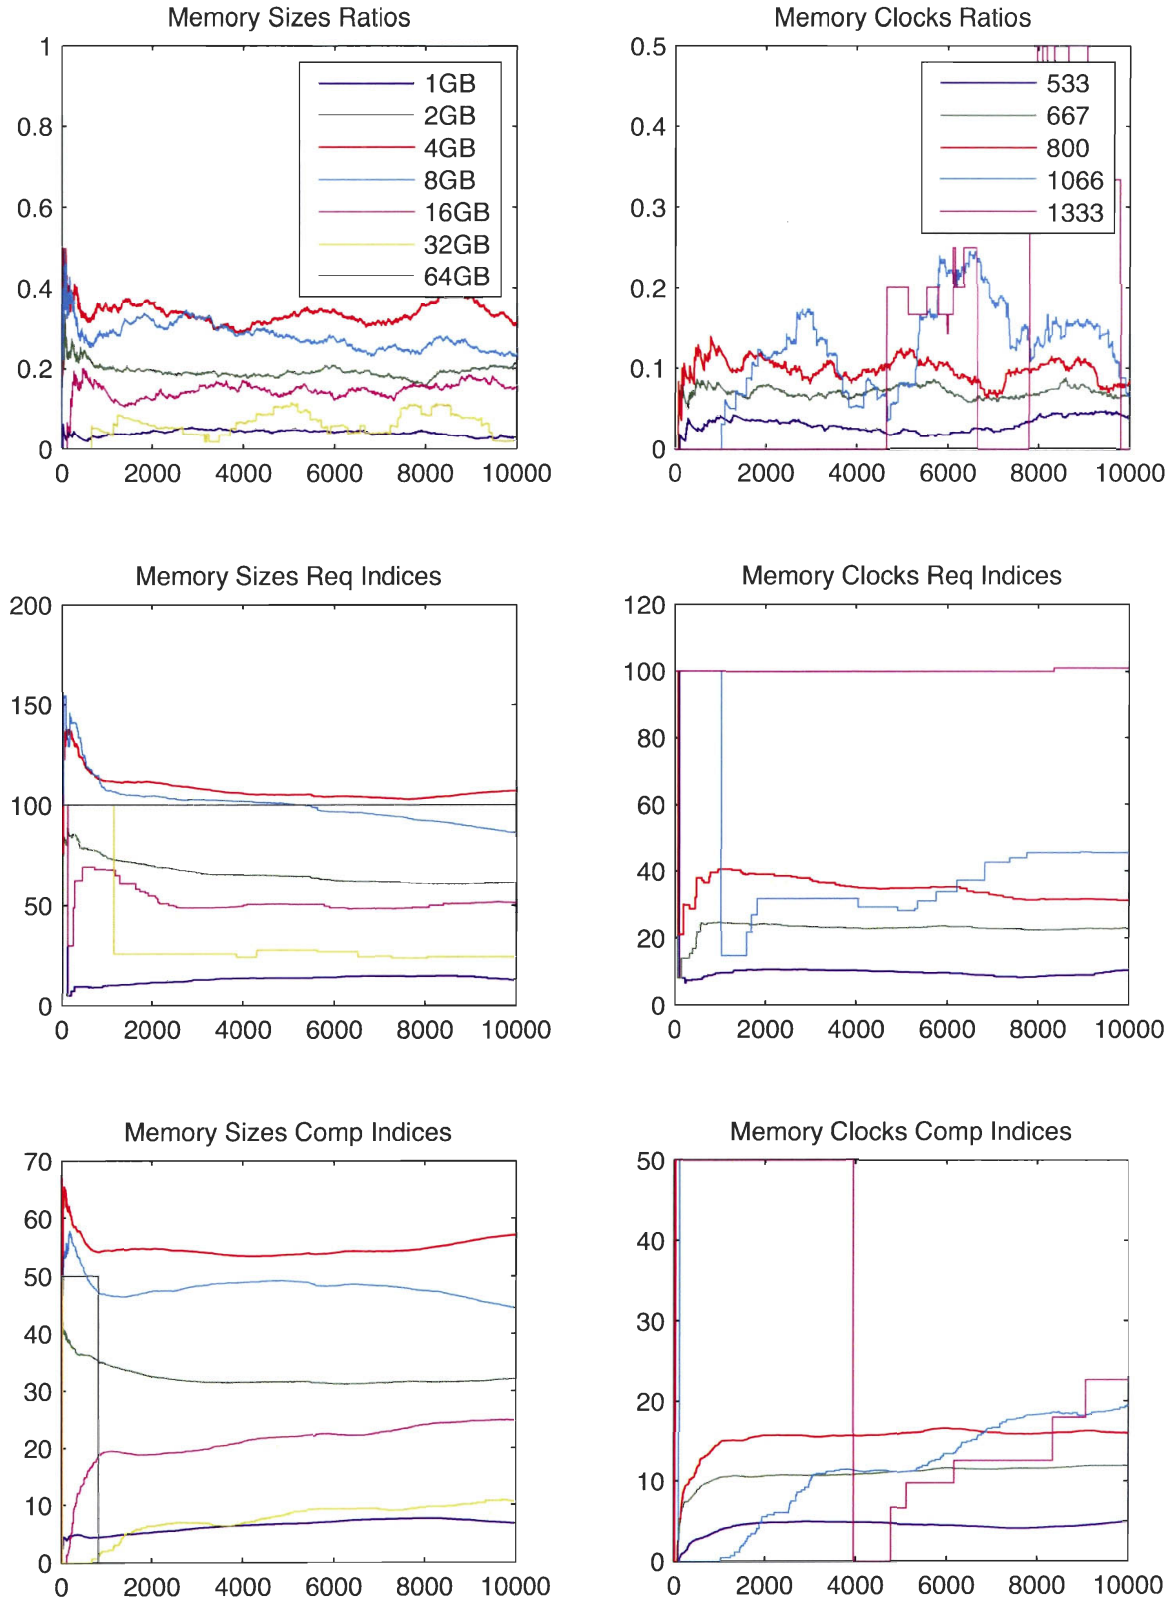 Memory Sizes Ratios
1
0.8
0.6
0.4
0.2
0
0 2000 4000 6000 8000 10000
1GB
2GB
4GB
8GB
16GB
32GB
64GB
Memory Clocks Ratios
0.5
0.4
0.3
0.2
0.1
0
0 2000 4000 6000 8000 10000
533
667
800
1066
1333
Memory Sizes Req Indices
200
150
100
50
0
0 2000 4000 6000 8000 10000
Memory Clocks Req Indices
120
100
80
60
40
20
0
0 2000 4000 6000 8000 10000
Memory Sizes Comp Indices
70
60
50
40
30
20
10
0
0 2000 4000 6000 8000 10000
Memory Clocks Comp Indices
50
40
30
20
10
0
0 2000 4000 6000 8000 10000